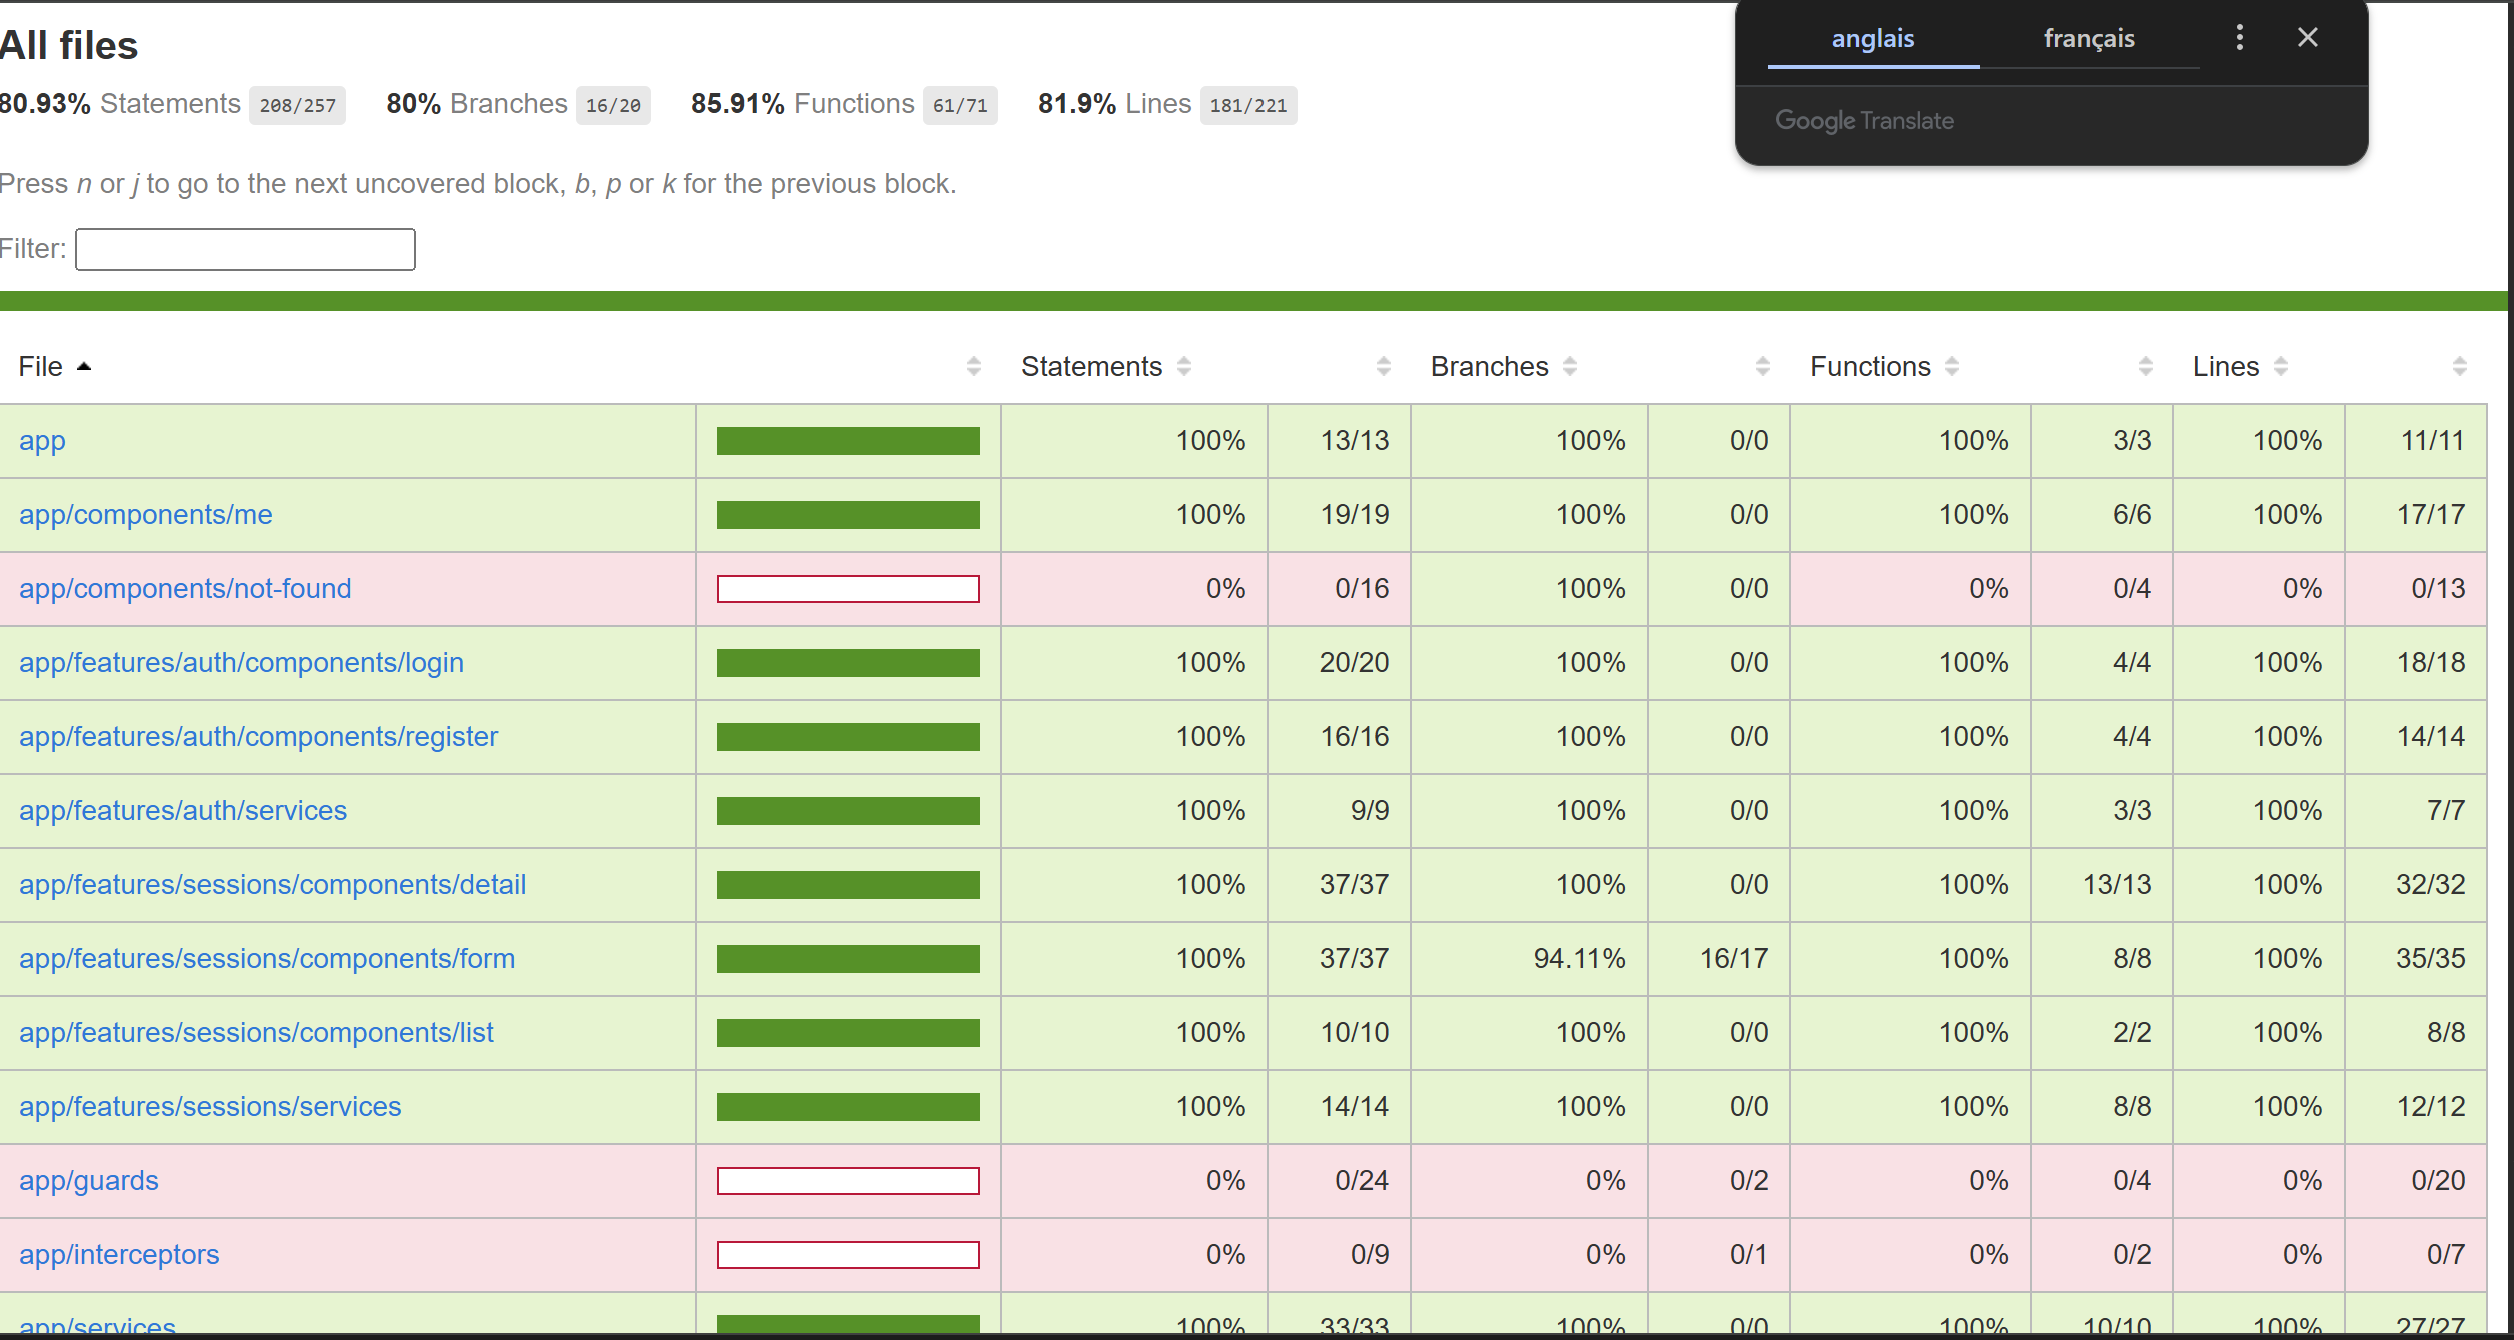 All files
80.93% Statements 208/257 80% Branches 16/20 85.91% Functions 61/71 81.9% Lines 181/221
anglais français
Google Translate
Press n or j to go to the next uncovered block, b, p or k for the previous block.
Filter:
File Statements Branches Functions Lines
app 100% 13/13 100% 0/0 100% 3/3 100% 11/11
app/components/me 100% 19/19 100% 0/0 100% 6/6 100% 17/17
app/components/not-found 0% 0/16 100% 0/0 0% 0/4 0% 0/13
app/features/auth/components/login 100% 20/20 100% 0/0 100% 4/4 100% 18/18
app/features/auth/components/register 100% 16/16 100% 0/0 100% 4/4 100% 14/14
app/features/auth/services 100% 9/9 100% 0/0 100% 3/3 100% 7/7
app/features/sessions/components/detail 100% 37/37 100% 0/0 100% 13/13 100% 32/32
app/features/sessions/components/form 100% 37/37 94.11% 16/17 100% 8/8 100% 35/35
app/features/sessions/components/list 100% 10/10 100% 0/0 100% 2/2 100% 8/8
app/features/sessions/services 100% 14/14 100% 0/0 100% 8/8 100% 12/12
app/guards 0% 0/24 0% 0/2 0% 0/4 0% 0/20
app/interceptors 0% 0/9 0% 0/1 0% 0/2 0% 0/7
app/services 100% 33/33 100% 0/0 100% 10/10 100% 27/27